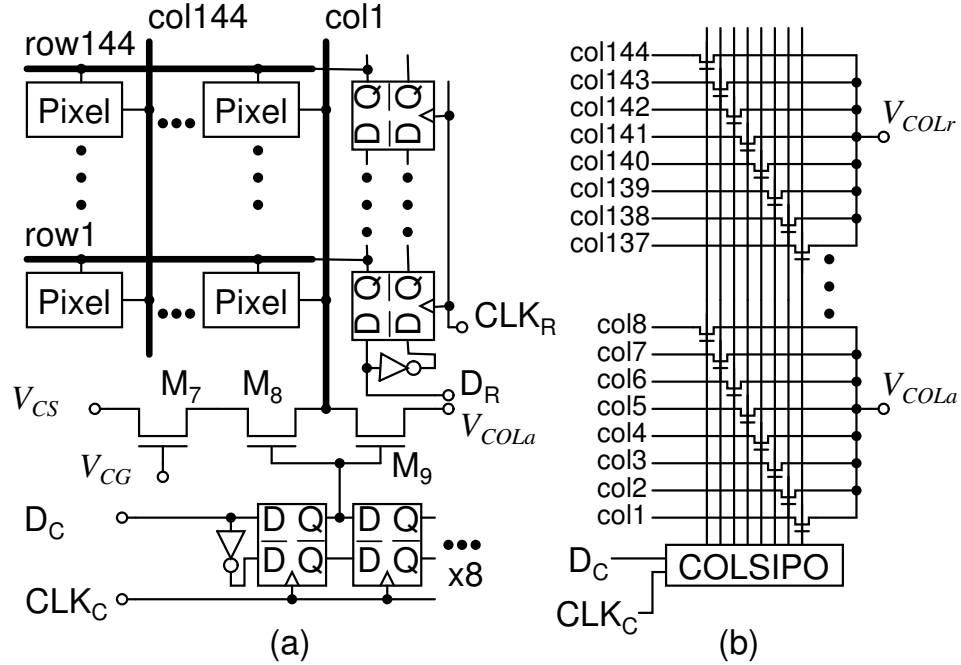 col144 col1
row144
Pixel Pixel
Q Q
D D
row1
Pixel Pixel
Q Q
D D
CLK_R
D_R
M_7 M_8
V_CS
V_COLa
V_CG
M_9
D_C
D Q D Q
D Q D Q
x8
CLK_C
(a)
col144
col143
col142
col141
col140
col139
col138
col137
V_COLr
col8
col7
col6
col5
col4
col3
col2
col1
V_COLa
D_C
COLSIPO
CLK_C
(b)